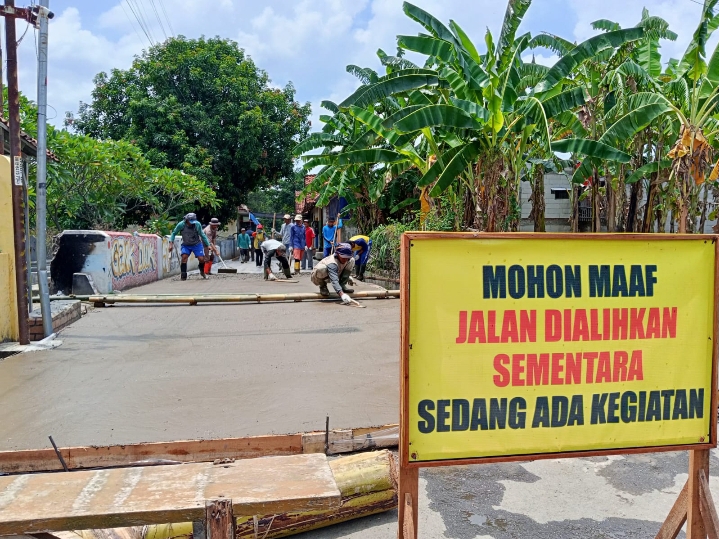 MOHON MAAF
JALAN DIALIHKAN
SEMENTARA
SEDANG ADA KEGIATAN